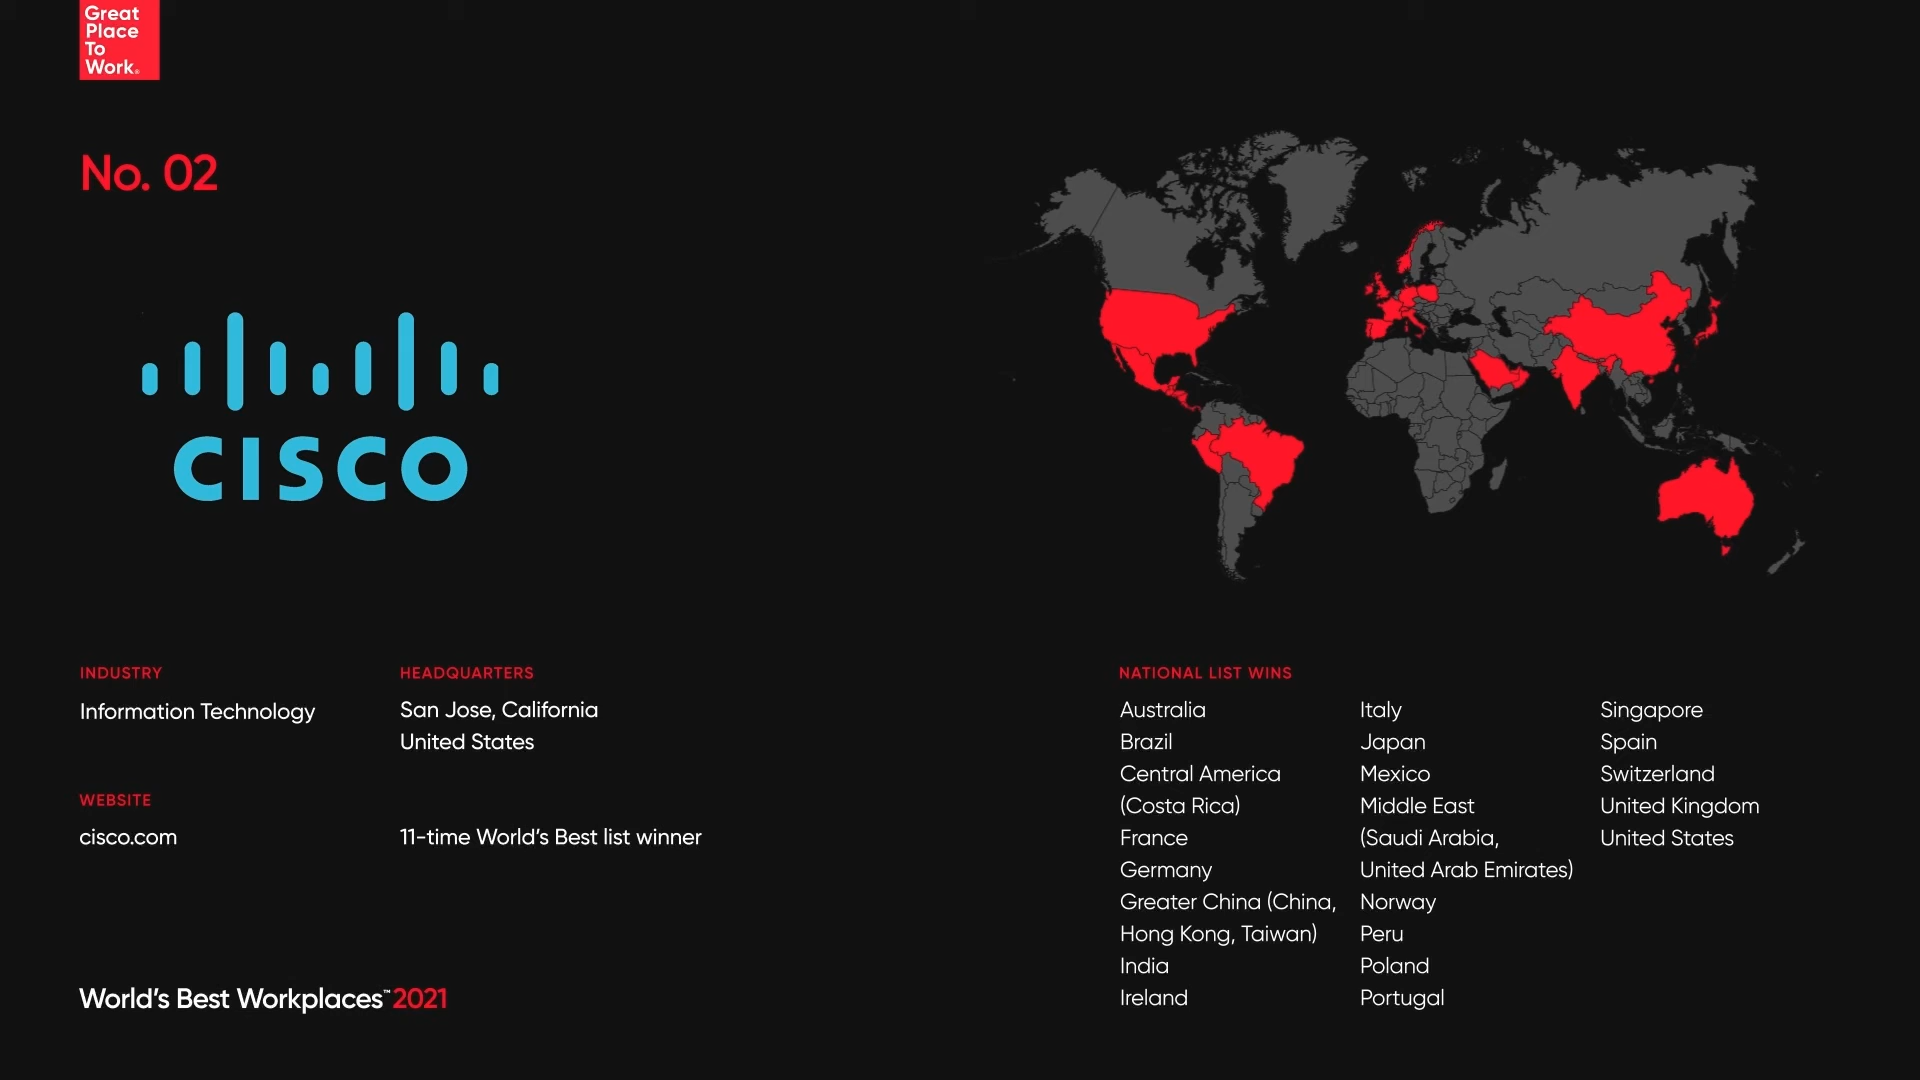 Great
Place
To
Work.
No. 02
CISCO
INDUSTRY
Information Technology
HEADQUARTERS
San Jose, California
United States
WEBSITE
cisco.com
11-time World's Best list winner
NATIONAL LIST WINS
Australia
Brazil
Central America
(Costa Rica)
France
Germany
Greater China (China,
Hong Kong, Taiwan)
India
Ireland
Italy
Japan
Mexico
Middle East
(Saudi Arabia,
United Arab Emirates)
Norway
Peru
Poland
Portugal
Singapore
Spain
Switzerland
United Kingdom
United States
World's Best Workplaces™ 2021